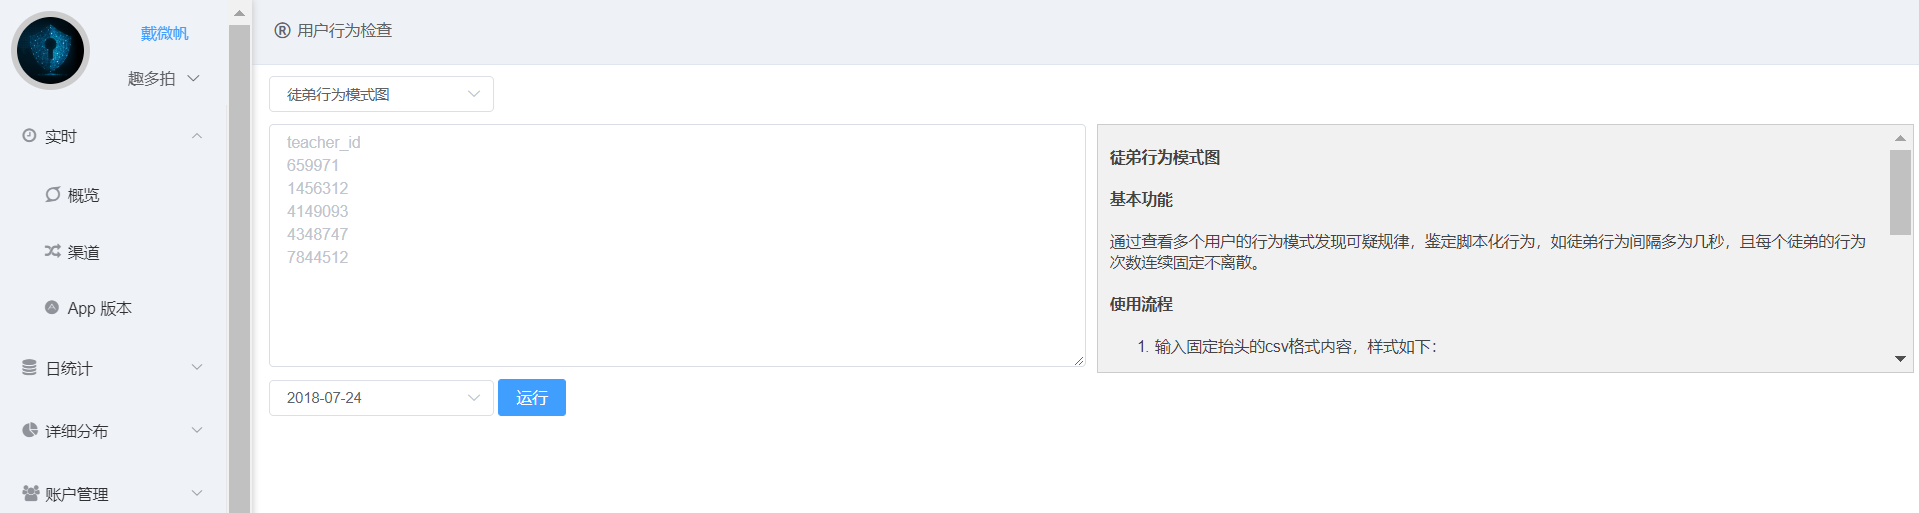 戴微帆
趣多拍
实时
概览
渠道
App 版本
日统计
详细分布
账户管理
® 用户行为检查
徒弟行为模式图
teacher_id
659971
1456312
4149093
4348747
7844512
2018-07-24
运行
徒弟行为模式图
基本功能
通过查看多个用户的行为模式发现可疑规律，鉴定脚本化行为，如徒弟行为间隔多为几秒，且每个徒弟的行为
次数连续固定不离散。
使用流程
1. 输入固定抬头的csv格式内容，样式如下：